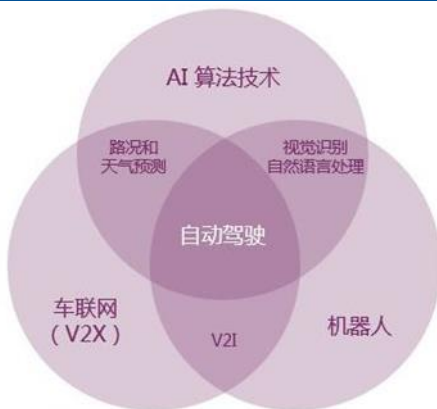 AI 算法技术
路况和
天气预测
视觉识别
自然语言处理
自动驾驶
车联网
（V2X）
V2I
机器人